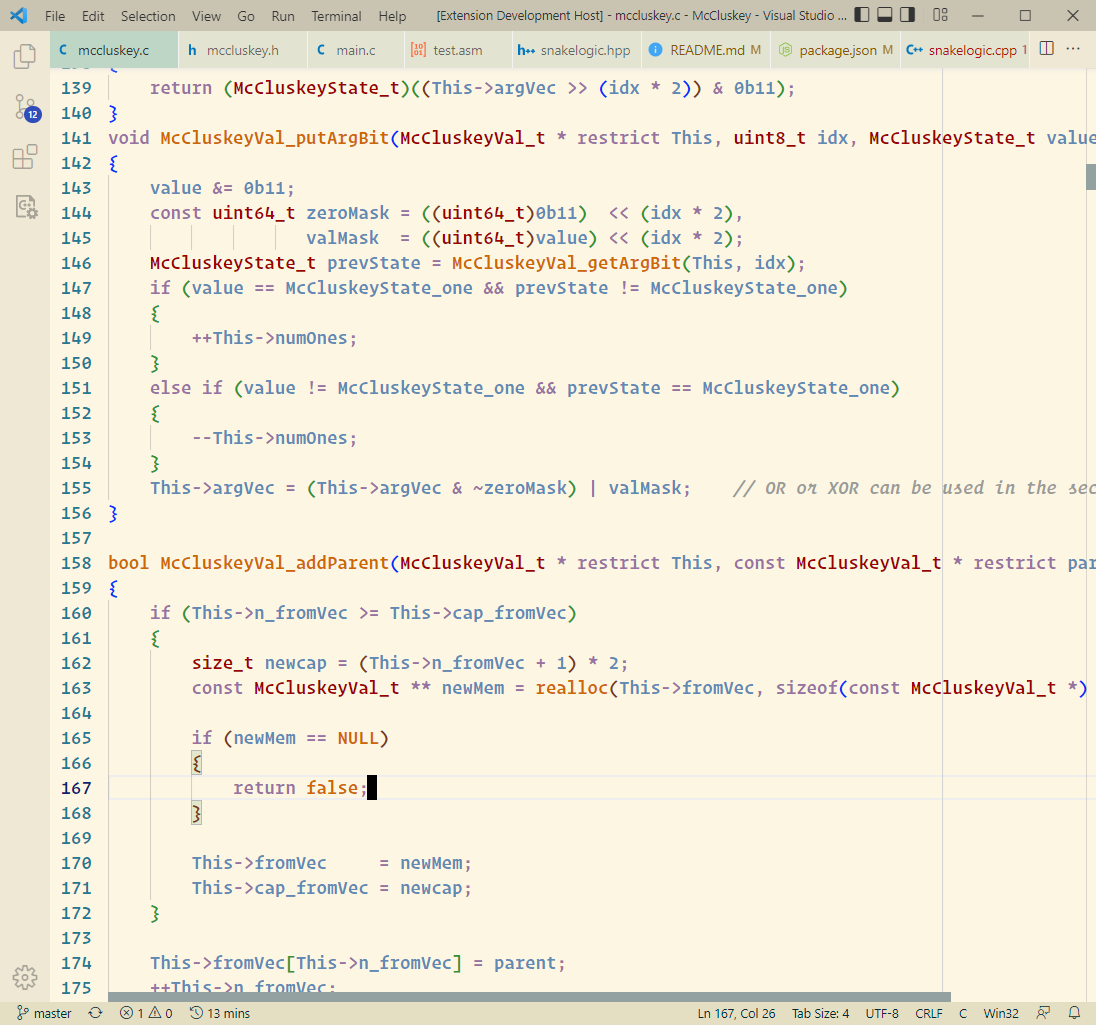 File Edit Selection View Go Run Terminal Help [Extension Development Host] - mccluskey.c - McCluskey - Visual Studio ...
C mccluskey.c h mccluskey.h C main.c test.asm h++ snakelogic.hpp README.md M package.json M C++ snakelogic.cpp 1
12
139 return (McCluskeyState_t)((This->argVec >> (idx * 2)) & 0b11);
140 }
141 void McCluskeyVal_putArgBit(McCluskeyVal_t * restrict This, uint8_t idx, McCluskeyState_t value
142 {
143 value &= 0b11;
144 const uint64_t zeroMask = ((uint64_t)0b11) << (idx * 2),
145 valMask = ((uint64_t)value) << (idx * 2);
146 McCluskeyState_t prevState = McCluskeyVal_getArgBit(This, idx);
147 if (value == McCluskeyState_one && prevState != McCluskeyState_one)
148 {
149 ++This->numOnes;
150 }
151 else if (value != McCluskeyState_one && prevState == McCluskeyState_one)
152 {
153 --This->numOnes;
154 }
155 This->argVec = (This->argVec & ~zeroMask) | valMask; // OR or XOR can be used in the sec
156 }
157
158 bool McCluskeyVal_addParent(McCluskeyVal_t * restrict This, const McCluskeyVal_t * restrict par
159 {
160 if (This->n_fromVec >= This->cap_fromVec)
161 {
162 size_t newcap = (This->n_fromVec + 1) * 2;
163 const McCluskeyVal_t ** newMem = realloc(This->fromVec, sizeof(const McCluskeyVal_t *)
164
165 if (newMem == NULL)
166 {
167 return false;
168 }
169
170 This->fromVec = newMem;
171 This->cap_fromVec = newcap;
172 }
173
174 This->fromVec[This->n_fromVec] = parent;
175 ++This->n_fromVec;
master 1 0 13 mins Ln 167, Col 26 Tab Size: 4 UTF-8 CRLF C Win32